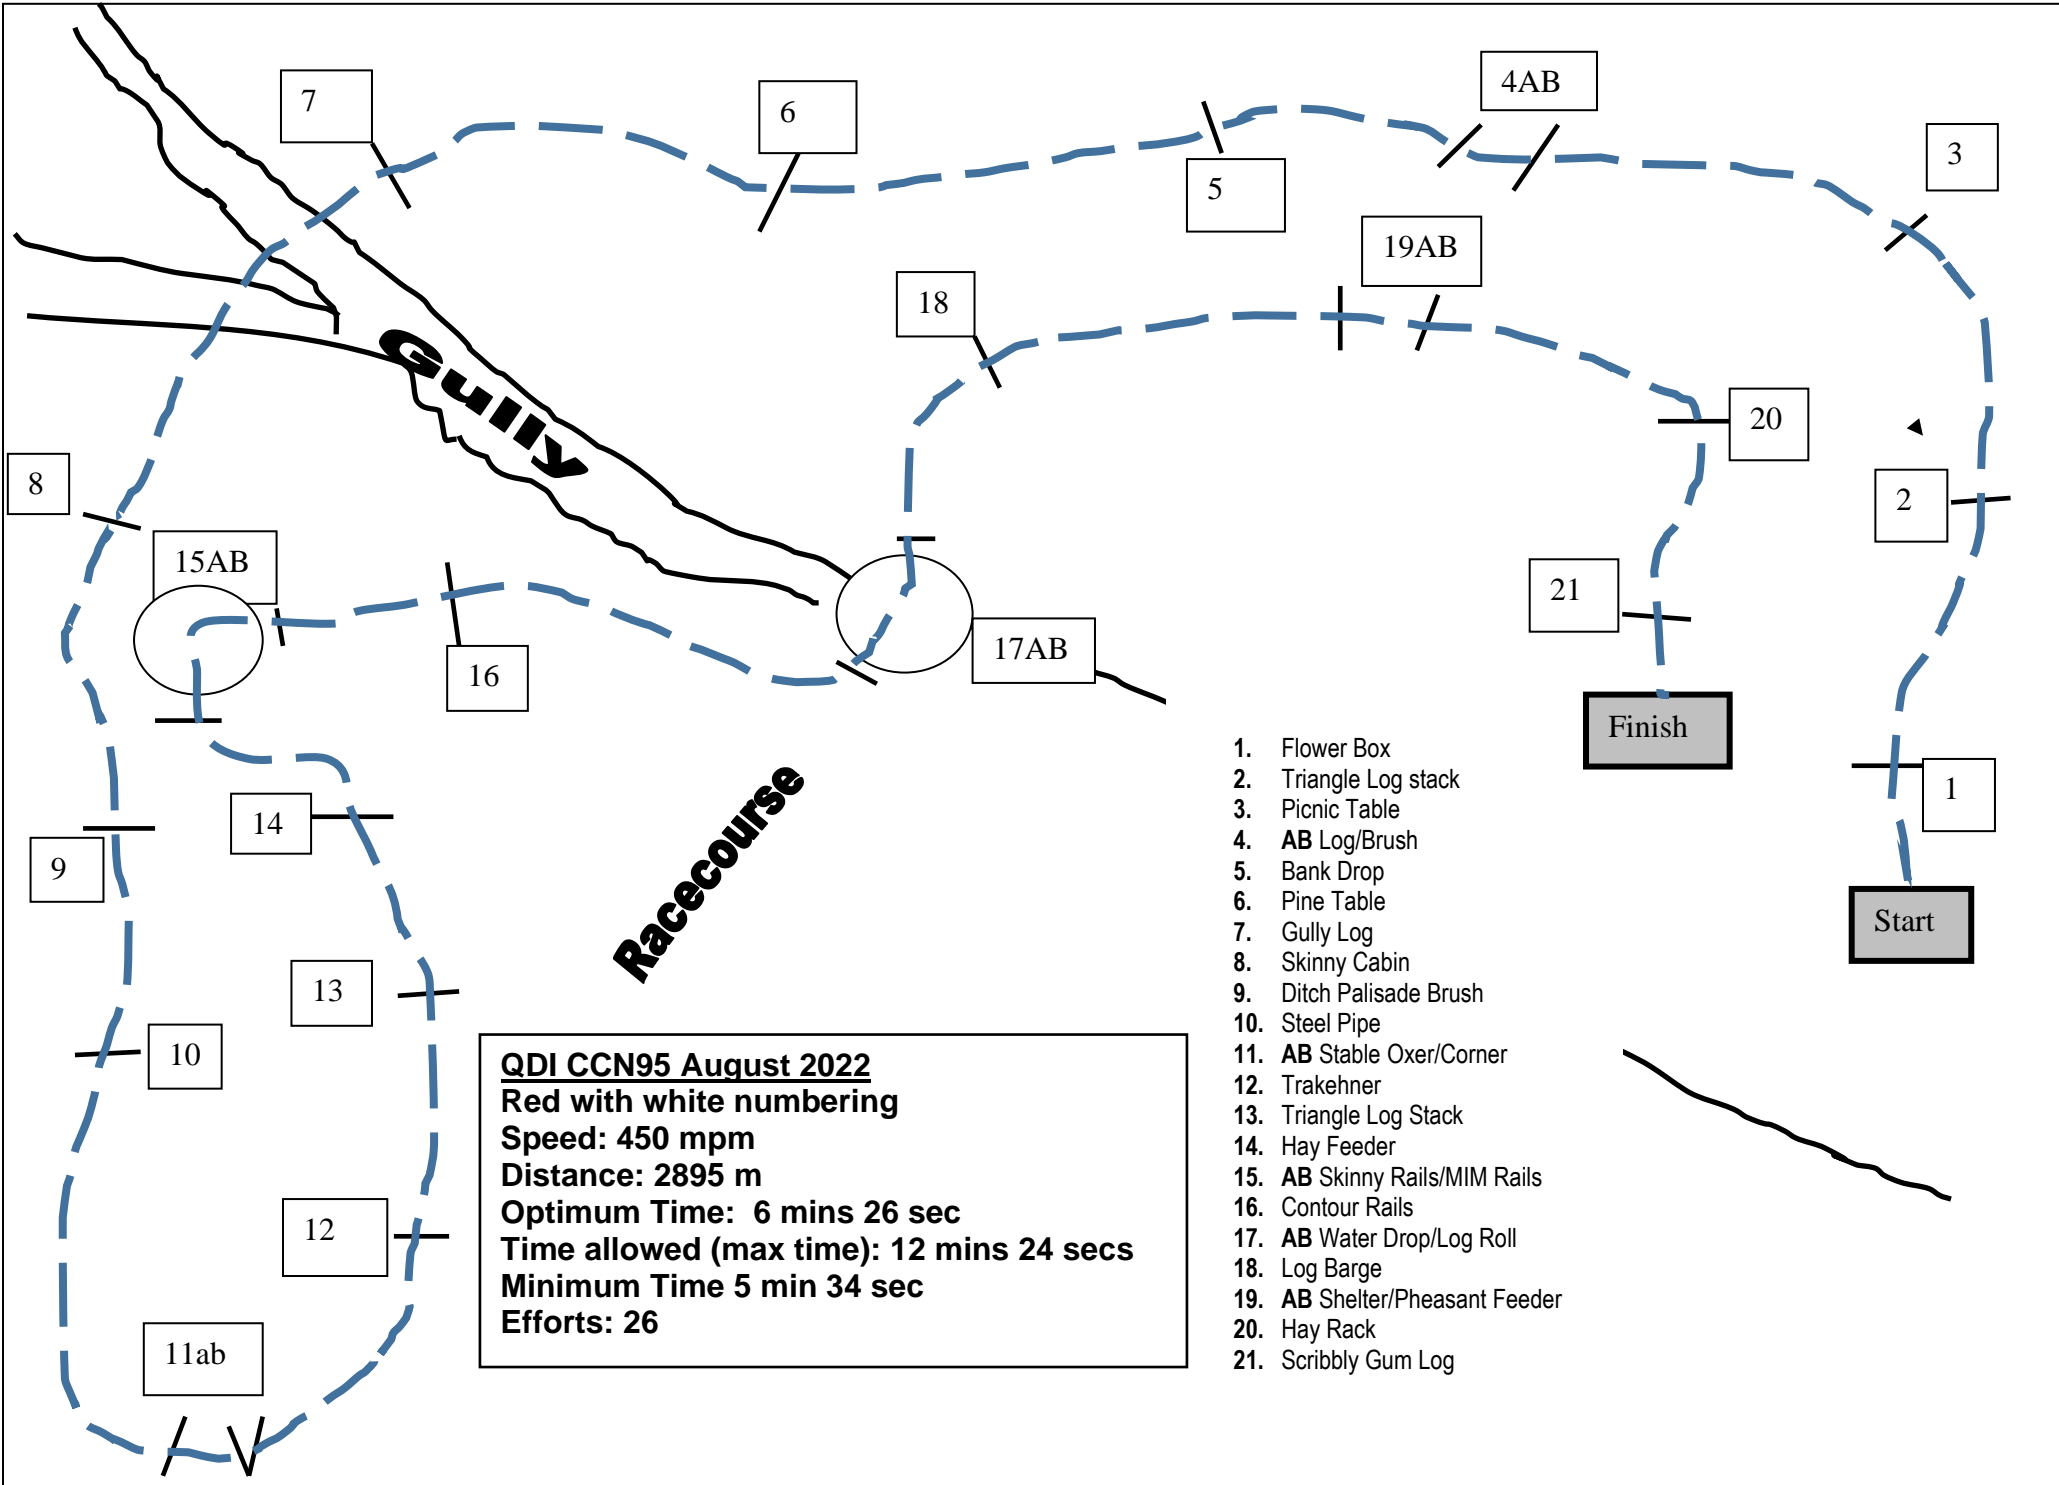 7
6
4AB
3
5
19AB
18
Gully
20
8
2
15AB
21
17AB
16
Finish
1
14
9
Racecourse
Start
13
10
12
11ab
QDI CCN95 August 2022
Red with white numbering
Speed: 450 mpm
Distance: 2895 m
Optimum Time:  6 mins 26 sec
Time allowed (max time): 12 mins 24 secs
Minimum Time 5 min 34 sec
Efforts: 26
1. Flower Box
2. Triangle Log stack
3. Picnic Table
4. AB Log/Brush
5. Bank Drop
6. Pine Table
7. Gully Log
8. Skinny Cabin
9. Ditch Palisade Brush
10. Steel Pipe
11. AB Stable Oxer/Corner
12. Trakehner
13. Triangle Log Stack
14. Hay Feeder
15. AB Skinny Rails/MIM Rails
16. Contour Rails
17. AB Water Drop/Log Roll
18. Log Barge
19. AB Shelter/Pheasant Feeder
20. Hay Rack
21. Scribbly Gum Log